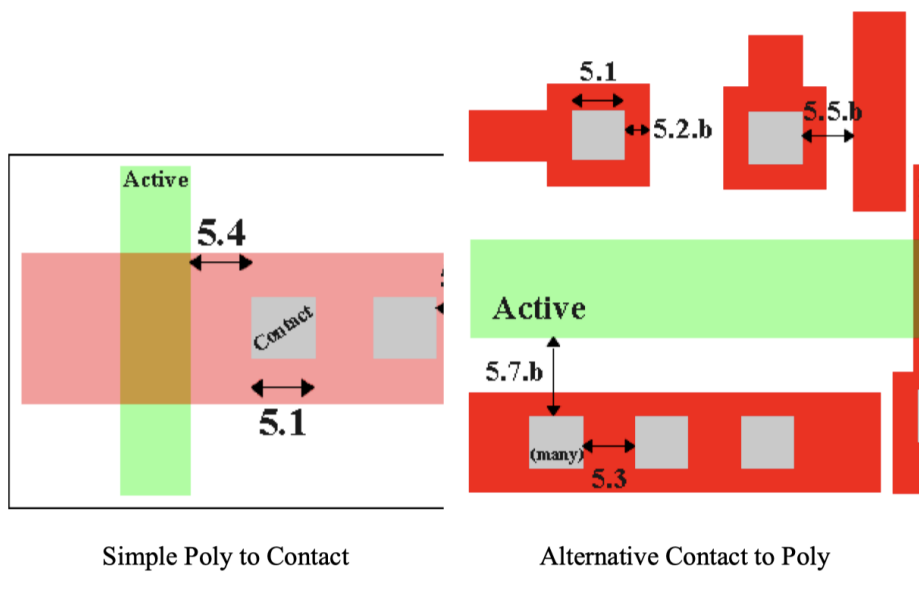 Active
5.4
Contact
5.1
Simple Poly to Contact
5.1
5.2.b
5.5.b
Active
5.7.b
(many)
5.3
Alternative Contact to Poly